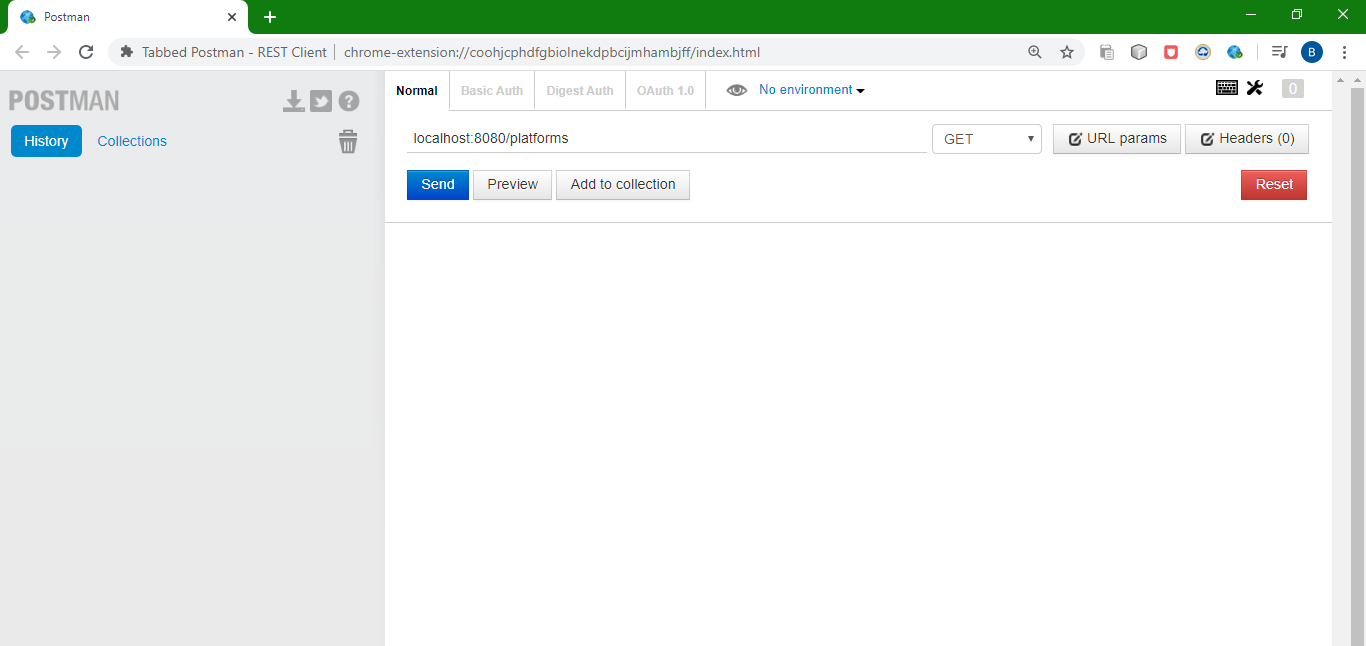 Postman
Tabbed Postman - REST Client
chrome-extension://coohjcphdfgbiolnekdpbcijmhambjff/index.html
B
POSTMAN
History
Collections
Normal
Basic Auth
Digest Auth
OAuth 1.0
No environment
0
localhost:8080/platforms
GET
URL params
Headers (0)
Send
Preview
Add to collection
Reset